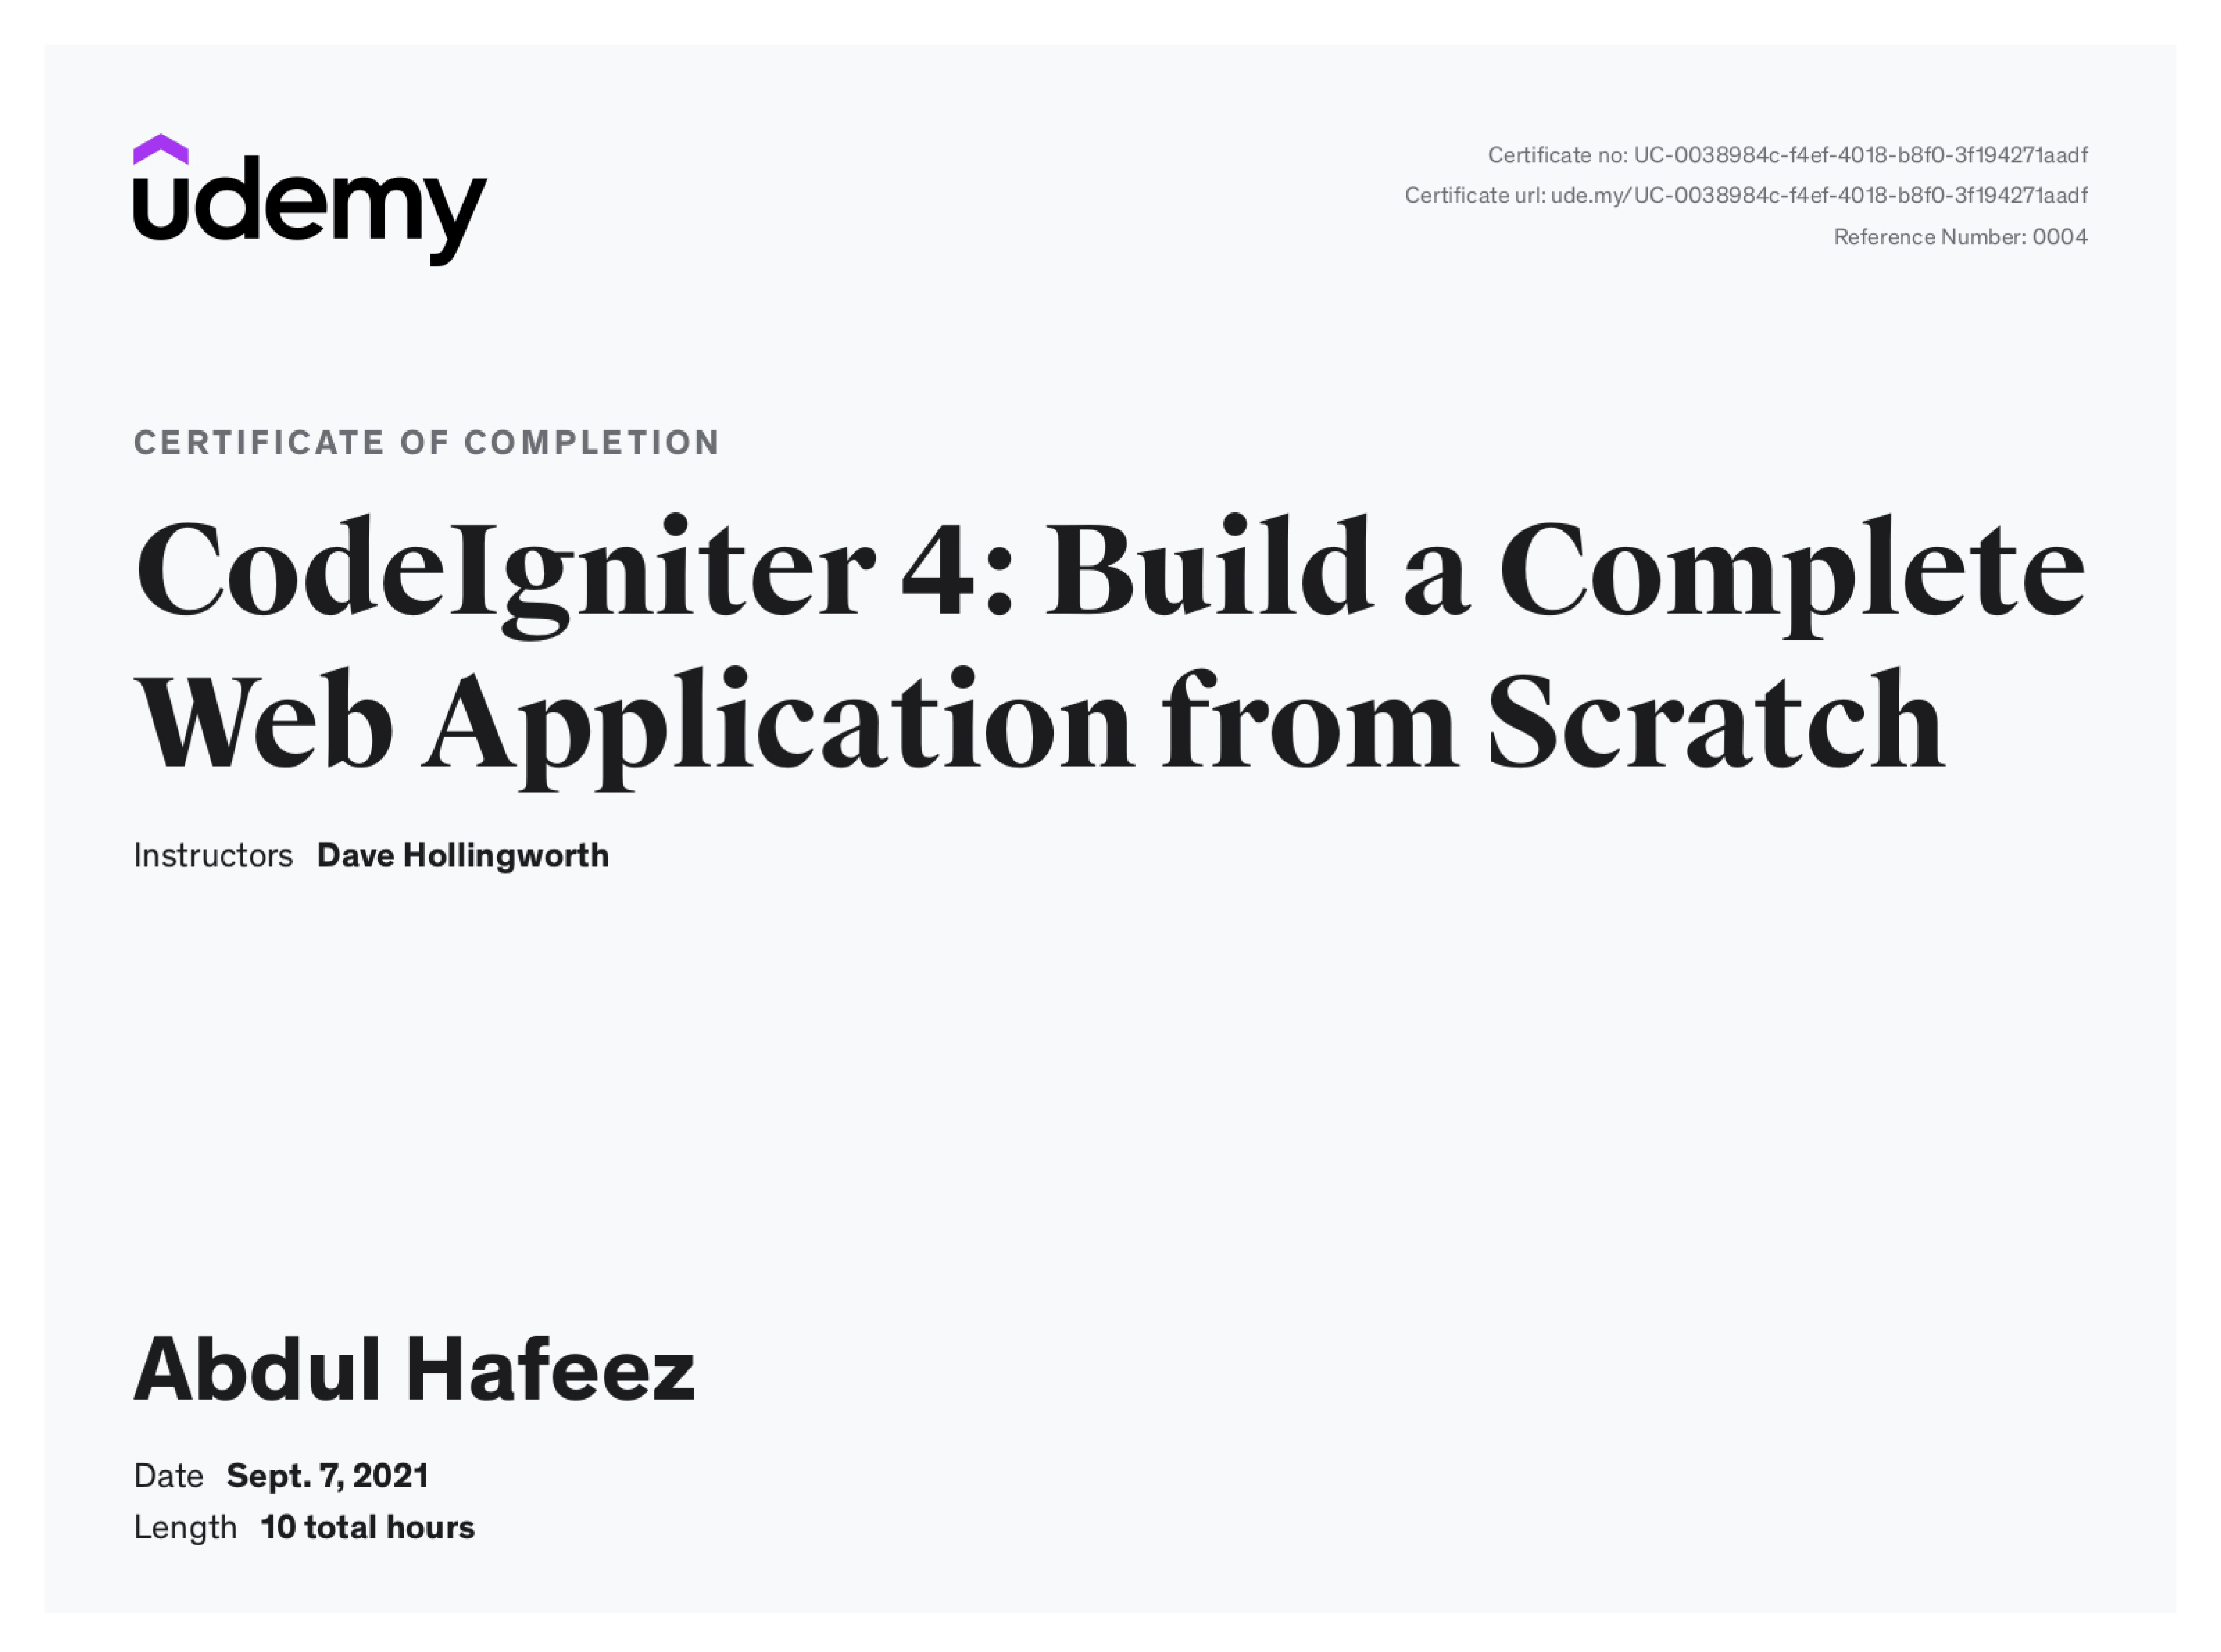 udemy
Certificate no: UC-0038984c-f4ef-4018-b8f0-3f194271aadf
Certificate url: ude.my/UC-0038984c-f4ef-4018-b8f0-3f194271aadf
Reference Number: 0004
CERTIFICATE OF COMPLETION
CodeIgniter 4: Build a Complete
Web Application from Scratch
Instructors Dave Hollingworth
Abdul Hafeez
Date Sept. 7, 2021
Length 10 total hours